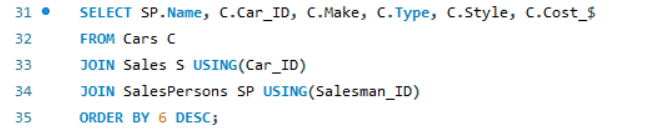 31 SELECT SP.Name, C.Car_ID, C.Make, C.Type, C.Style, C.Cost_$
32 FROM Cars C
33 JOIN Sales S USING(Car_ID)
34 JOIN SalesPersons SP USING(Salesman_ID)
35 ORDER BY 6 DESC;